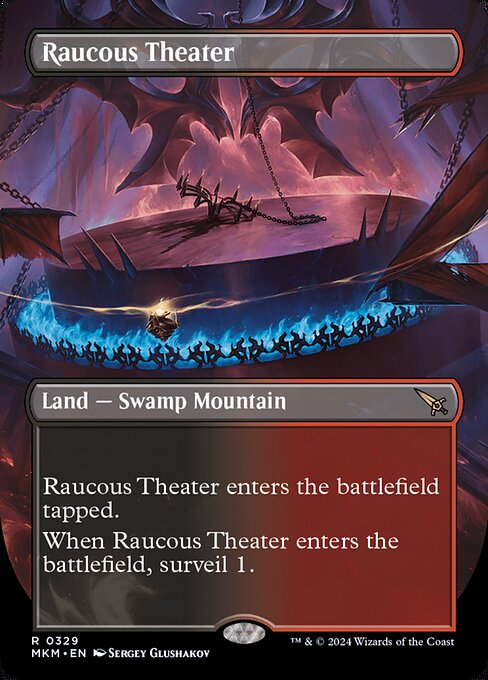 Raucous Theater
Land — Swamp Mountain
Raucous Theater enters the battlefield
tapped.
When Raucous Theater enters the
battlefield, surveil 1.
R 0329
MKM • EN Sergey Glushakov
™ & © 2024 Wizards of the Coast